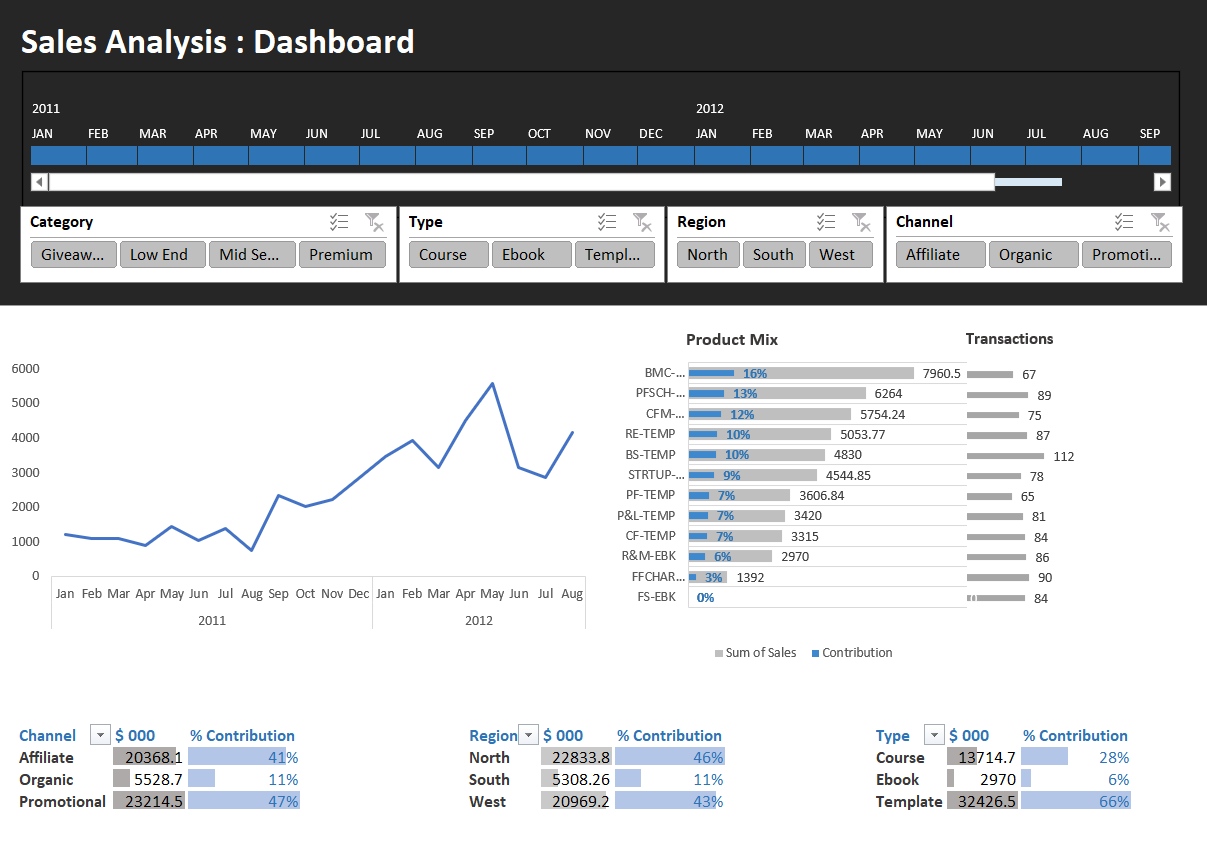 Sales Analysis : Dashboard
2011 2012
JAN FEB MAR APR MAY JUN JUL AUG SEP OCT NOV DEC JAN FEB MAR APR MAY JUN JUL AUG SEP
Category Type Region Channel
Giveaw... Low End Mid Se... Premium Course Ebook Templ... North South West Affiliate Organic Promoti...
Product Mix Transactions
6000
5000
4000
3000
2000
1000
0
Jan Feb Mar Apr May Jun Jul Aug Sep Oct Nov Dec Jan Feb Mar Apr May Jun Jul Aug
2011 2012
BMC-... 16% 7960.5 67
PFSCH-... 13% 6264 89
CFM-... 12% 5754.24 75
RE-TEMP 10% 5053.77 87
BS-TEMP 10% 4830 112
STRTUP-... 9% 4544.85 78
PF-TEMP 7% 3606.84 65
P&L-TEMP 7% 3420 81
CF-TEMP 7% 3315 84
R&M-EBK 6% 2970 86
FFCHAR... 3% 1392 90
FS-EBK 0% 84
Sum of Sales Contribution
Channel $ 000 % Contribution
Affiliate 20368.1 41%
Organic 5528.7 11%
Promotional 23214.5 47%
Region $ 000 % Contribution
North 22833.8 46%
South 5308.26 11%
West 20969.2 43%
Type $ 000 % Contribution
Course 13714.7 28%
Ebook 2970 6%
Template 32426.5 66%